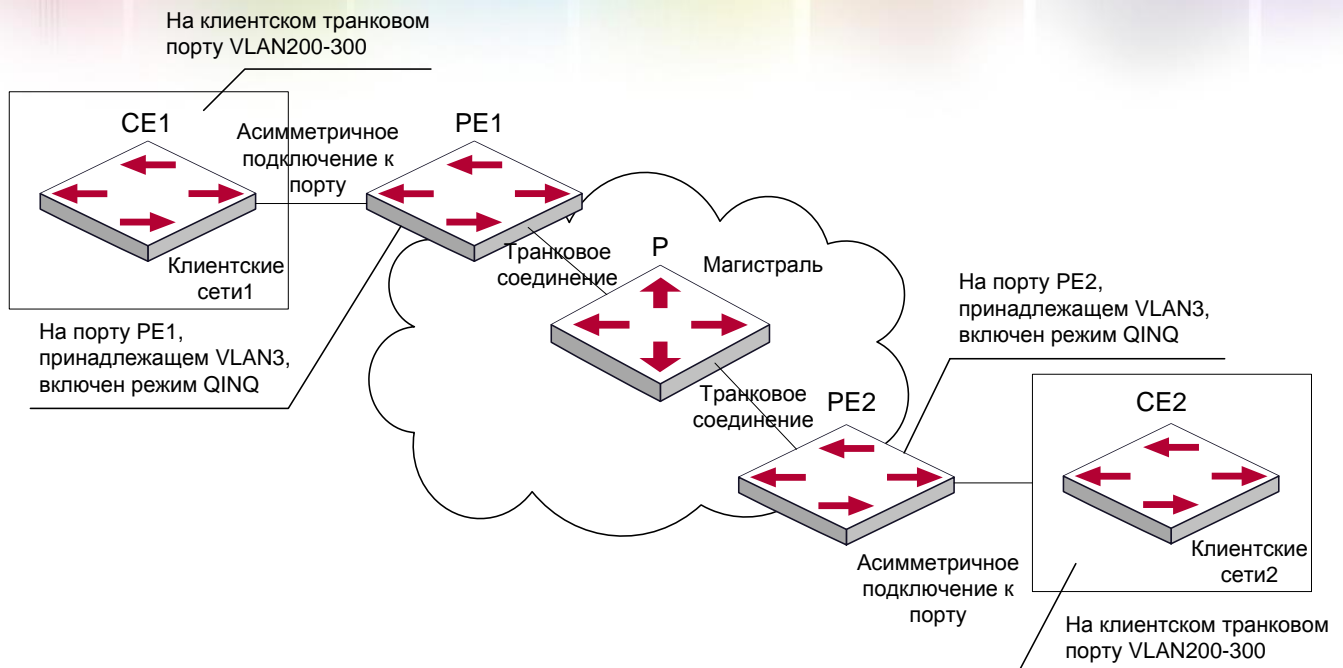 На клиентском транковом
порту VLAN200-300
CE1
Асимметричное
подключение к
порту
PE1
Клиентские
сети1
Транковое
соединение
P
Магистраль
На порту PE1,
принадлежащем VLAN3,
включен режим QINQ
На порту PE2,
принадлежащем VLAN3,
включен режим QINQ
Транковое
соединение
PE2
CE2
Асимметричное
подключение к
порту
Клиентские
сети2
На клиентском транковом
порту VLAN200-300